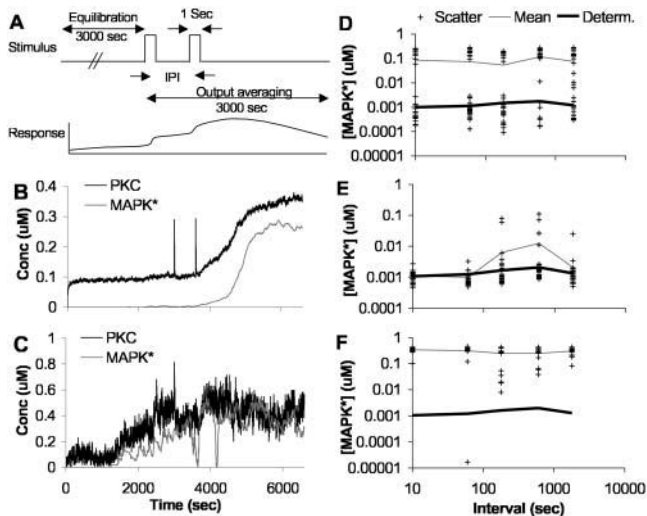 A
Equilibration
3000 sec
1 Sec
Stimulus
IPI
Output averaging
3000 sec
Response
B
PKC
MAPK*
Conc (uM)
0.4
0.3
0.2
0.1
0
C
PKC
MAPK*
Conc (uM)
1
0.8
0.6
0.4
0.2
0
0 2000 4000 6000
Time (sec)
+ Scatter Mean Determ.
D
[MAPK*] (uM)
1
0.1
0.01
0.001
0.0001
0.00001
E
[MAPK*] (uM)
1
0.1
0.01
0.001
0.0001
F
[MAPK*] (uM)
1
0.1
0.01
0.001
0.0001
0.00001
10 100 1000 10000
Interval (sec)